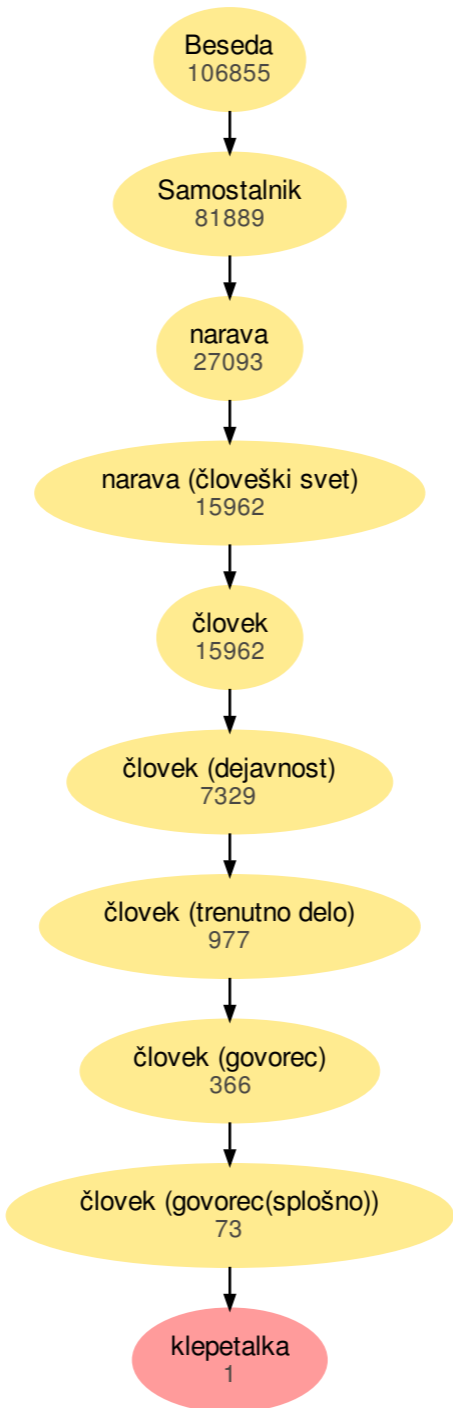 Beseda
106855
Samostalnik
81889
narava
27093
narava (človeški svet)
15962
človek
15962
človek (dejavnost)
7329
človek (trenutno delo)
977
človek (govorec)
366
človek (govorec(splošno))
73
klepetalka
1